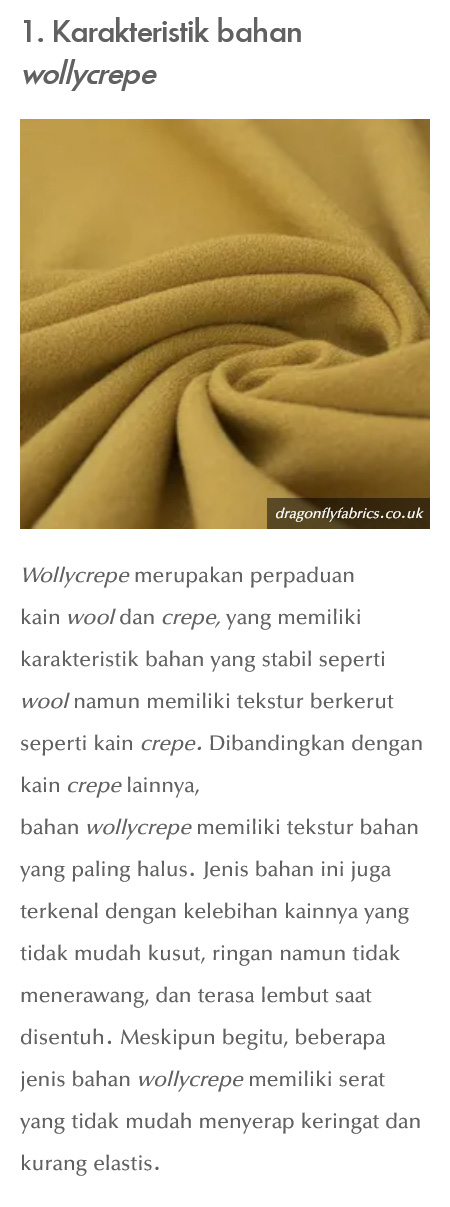 1. Karakteristik bahan
wollycrepe
dragonflyfabrics.co.uk
Wollycrepe merupakan perpaduan
kain wool dan crepe, yang memiliki
karakteristik bahan yang stabil seperti
wool namun memiliki tekstur berkerut
seperti kain crepe. Dibandingkan dengan
kain crepe lainnya,
bahan wollycrepe memiliki tekstur bahan
yang paling halus. Jenis bahan ini juga
terkenal dengan kelebihan kainnya yang
tidak mudah kusut, ringan namun tidak
menerawang, dan terasa lembut saat
disentuh. Meskipun begitu, beberapa
jenis bahan wollycrepe memiliki serat
yang tidak mudah menyerap keringat dan
kurang elastis.